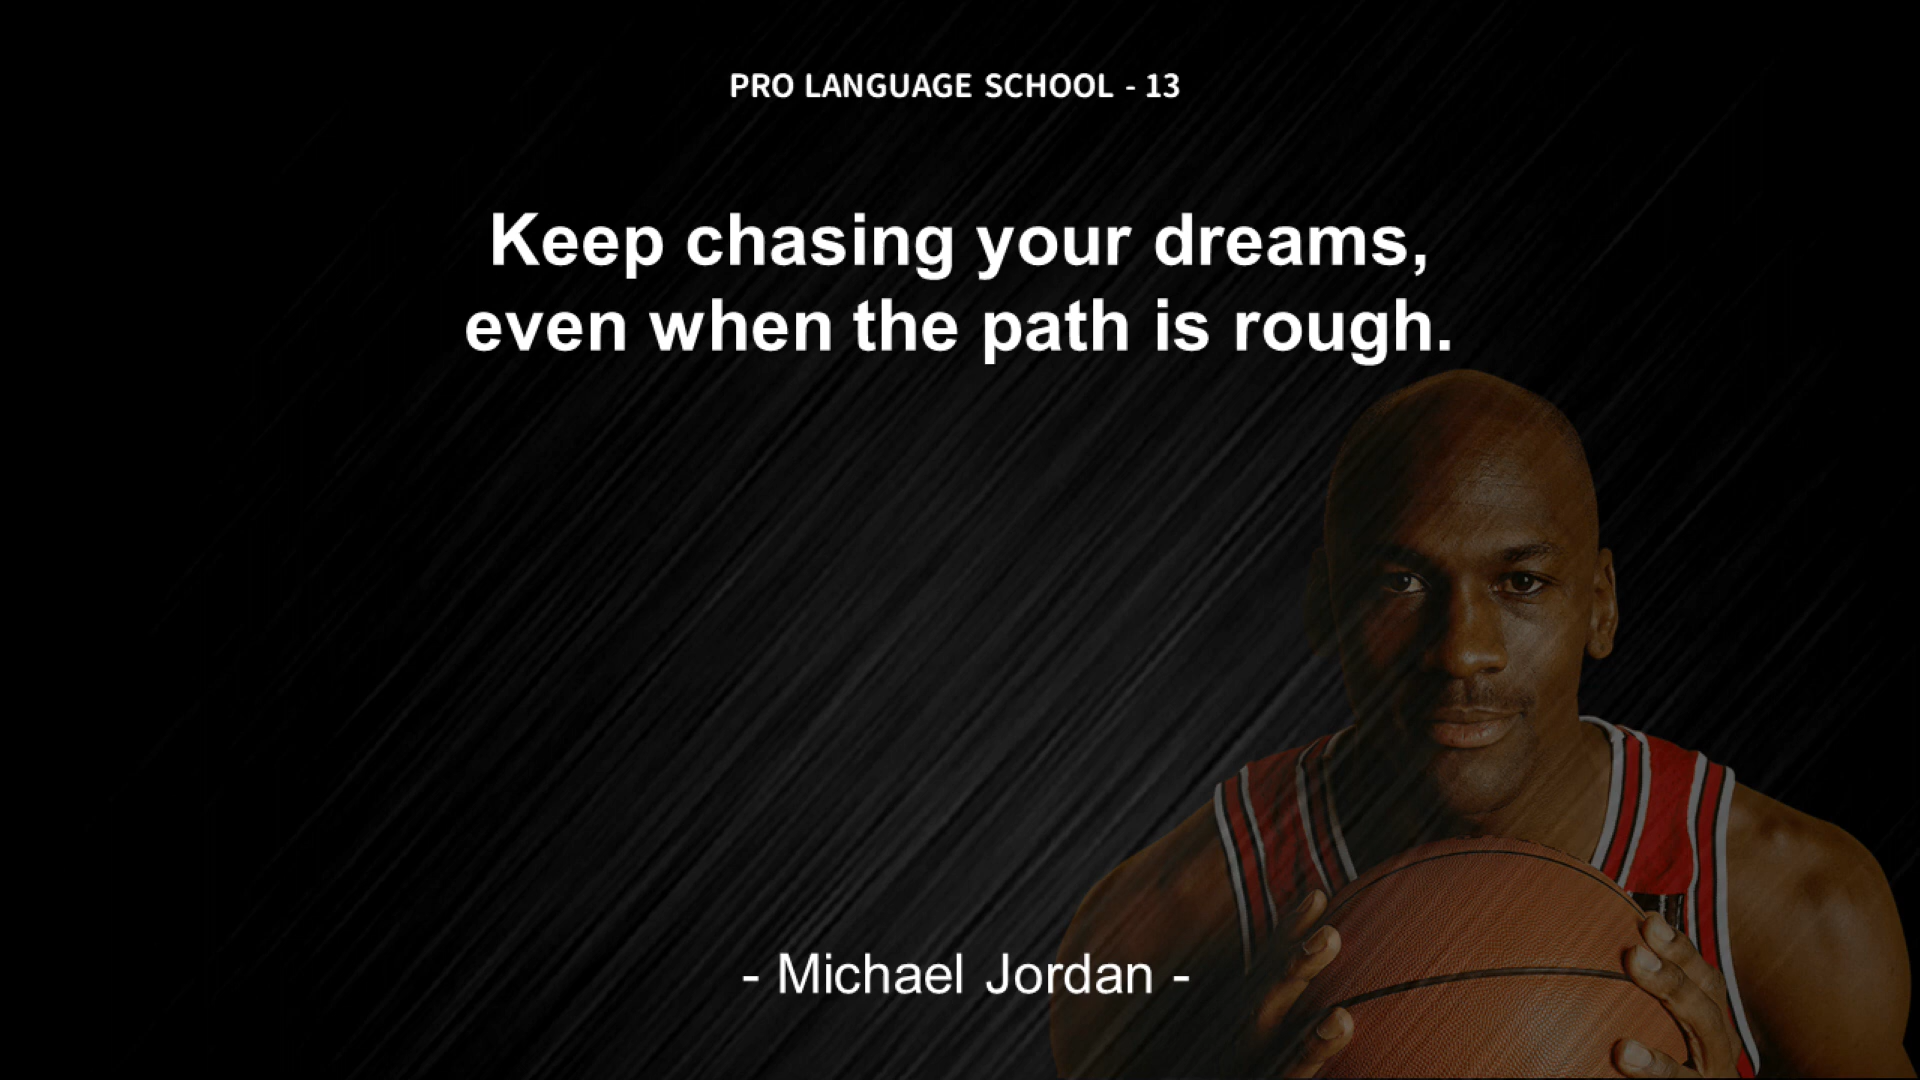 PRO LANGUAGE SCHOOL - 13
Keep chasing your dreams,
even when the path is rough.
- Michael Jordan -